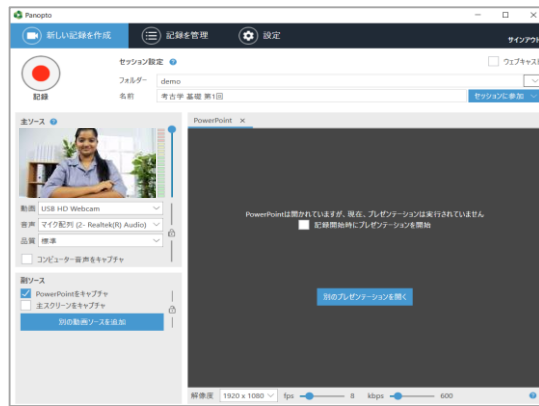 Panopto
新しい記録を作成
記録を管理
設定
サインアウト
記録
セッション設定
ウェブキャスト
フォルダー demo
名前 考古学 基礎 第1回
セッションに参加
主ソース
動画 USB HD Webcam
音声 マイク配列 (2- Realtek(R) Audio)
品質 標準
コンピューター音声をキャプチャ
副ソース
PowerPointをキャプチャ
主スクリーンをキャプチャ
別の動画ソースを追加
PowerPoint
PowerPointは開かれていますが、現在、プレゼンテーションは実行されていません
記録開始時にプレゼンテーションを開始
別のプレゼンテーションを開く
解像度 1920 x 1080 fps 8 kbps 600